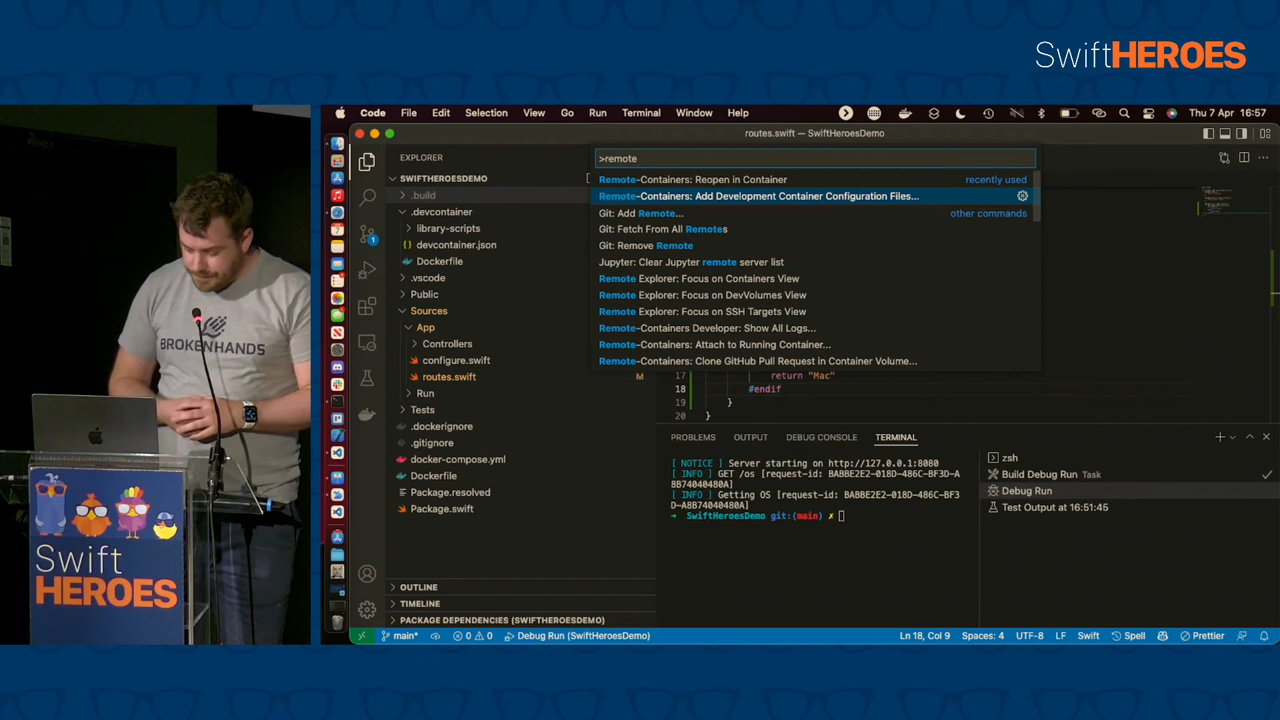 SwiftHEROES
Code File Edit Selection View Go Run Terminal Window Help Thu 7 Apr 16:57
routes.swift — SwiftHeroesDemo
EXPLORER
SWIFTHEROESDEMO
.build
.devcontainer
library-scripts
devcontainer.json
Dockerfile
.vscode
Public
Sources
App
Controllers
configure.swift
routes.swift M
Run
Tests
.dockerignore
.gitignore
docker-compose.yml
Dockerfile
Package.resolved
Package.swift
OUTLINE
TIMELINE
PACKAGE DEPENDENCIES (SWIFTHEROESDEMO)
1
>remote
Remote-Containers: Reopen in Container recently used
Remote-Containers: Add Development Container Configuration Files...
Git: Add Remote... other commands
Git: Fetch From All Remotes
Git: Remove Remote
Jupyter: Clear Jupyter remote server list
Remote Explorer: Focus on Containers View
Remote Explorer: Focus on DevVolumes View
Remote Explorer: Focus on SSH Targets View
Remote-Containers Developer: Show All Logs...
Remote-Containers: Attach to Running Container...
Remote-Containers: Clone GitHub Pull Request in Container Volume...
17 return "Mac"
18 #endif
19 }
20 }
PROBLEMS OUTPUT DEBUG CONSOLE TERMINAL
[ NOTICE ] Server starting on http://127.0.0.1:8080
[ INFO ] GET /os [request-id: BABBE2E2-018D-486C-BF3D-A
8B74040480A]
[ INFO ] Getting OS [request-id: BABBE2E2-018D-486C-BF3
D-A8B74040480A]
➜ SwiftHeroesDemo git:(main) ✗
zsh
Build Debug Run Task
Debug Run
Test Output at 16:51:45
main* 0 0 Debug Run (SwiftHeroesDemo) Ln 18, Col 9 Spaces: 4 UTF-8 LF Swift Spell Prettier
BROKENHANDS
Swift
HEROES